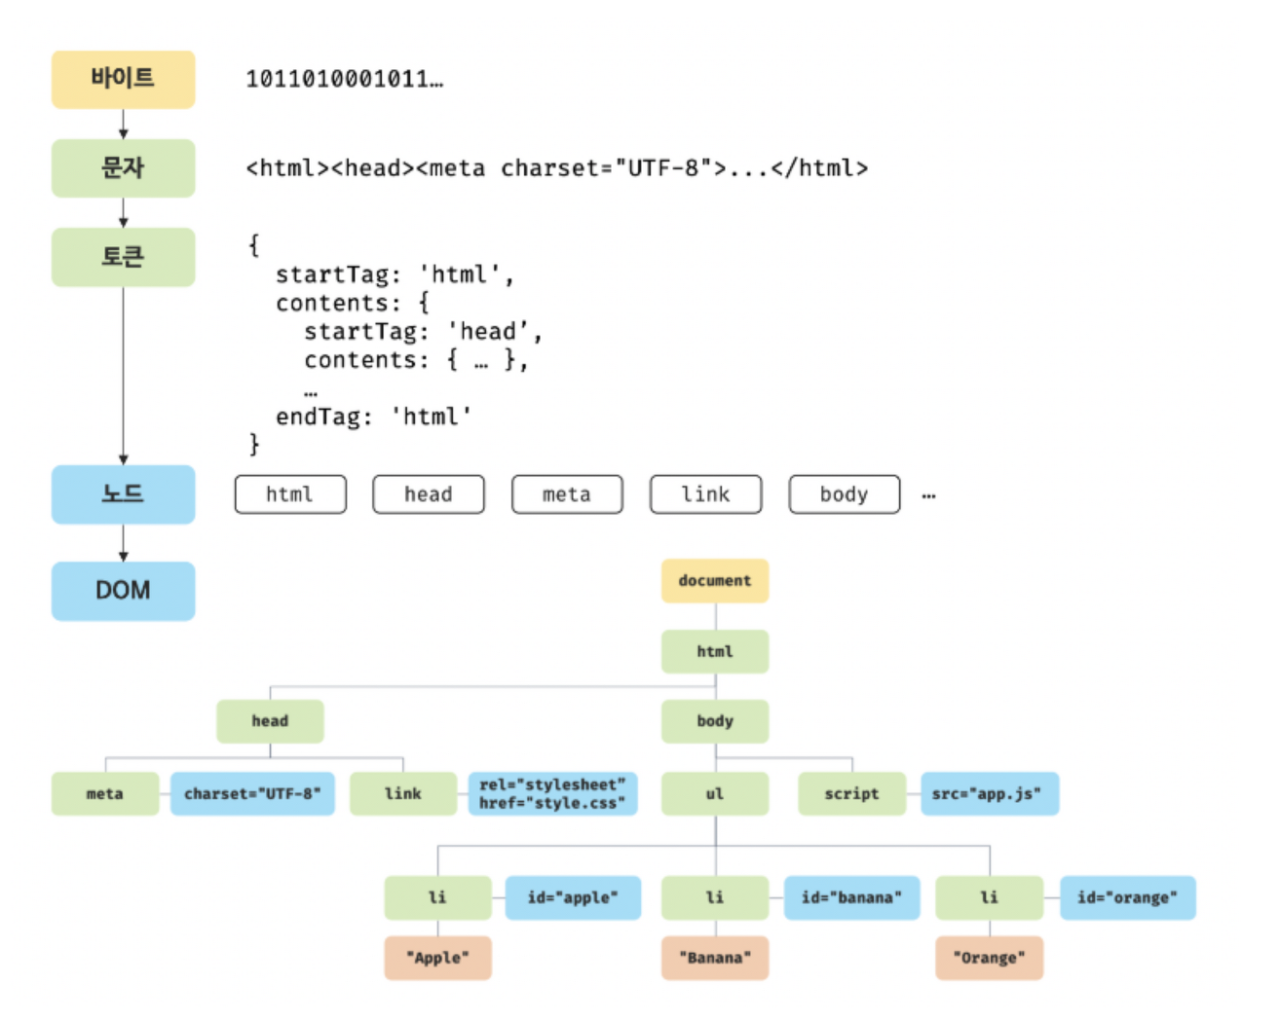 바이트
1011010001011…
문자
<html><head><meta charset="UTF-8">...</html>
토큰
{
startTag: 'html',
contents: {
startTag: 'head’,
contents: { … },
…
endTag: 'html'
}
노드
html
head
meta
link
body
…
DOM
document
html
head
body
meta
charset="UTF-8"
link
rel="stylesheet"
href="style.css"
ul
script
src="app.js"
li
id="apple"
li
id="banana"
li
id="orange"
"Apple"
"Banana"
"Orange"